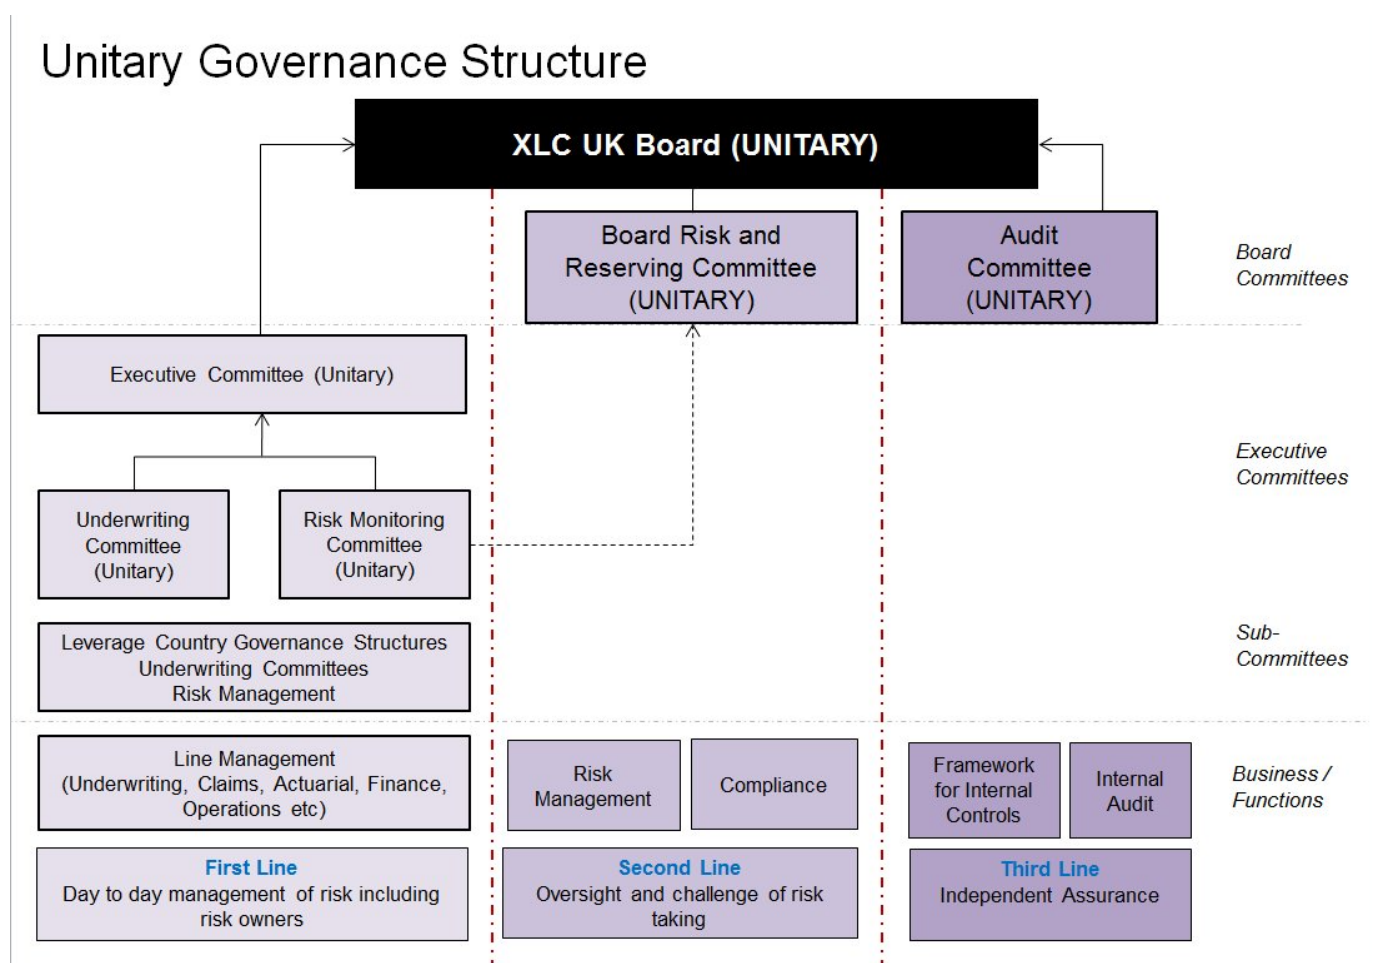 Unitary Governance Structure
XLC UK Board (UNITARY)
Board Risk and
Reserving Committee
(UNITARY)
Audit
Committee
(UNITARY)
Board
Committees
Executive Committee (Unitary)
Executive
Committees
Underwriting
Committee
(Unitary)
Risk Monitoring
Committee
(Unitary)
Leverage Country Governance Structures
Underwriting Committees
Risk Management
Sub-
Committees
Line Management
(Underwriting, Claims, Actuarial, Finance,
Operations etc)
Risk
Management
Compliance
Framework
for Internal
Controls
Internal
Audit
Business /
Functions
First Line
Day to day management of risk including
risk owners
Second Line
Oversight and challenge of risk
taking
Third Line
Independent Assurance